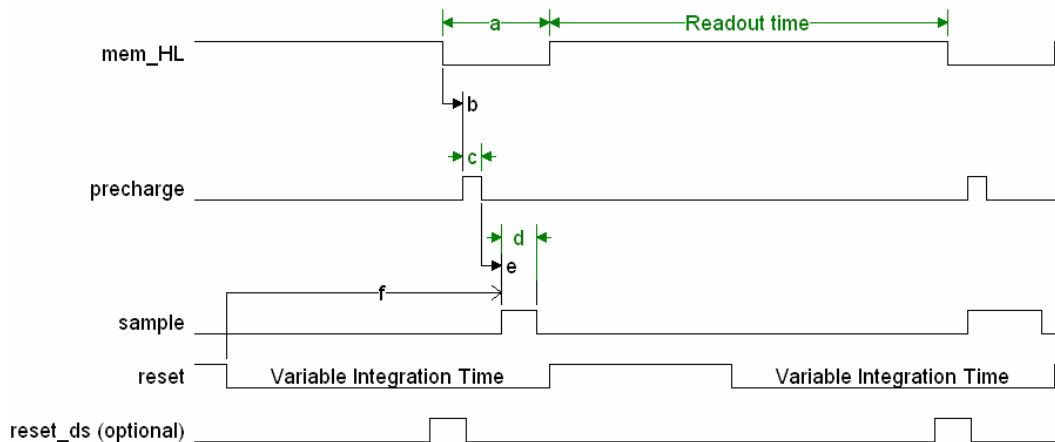 a
Readout time
mem_HL
b
c
precharge
d
e
f
sample
reset
Variable Integration Time
Variable Integration Time
reset_ds (optional)